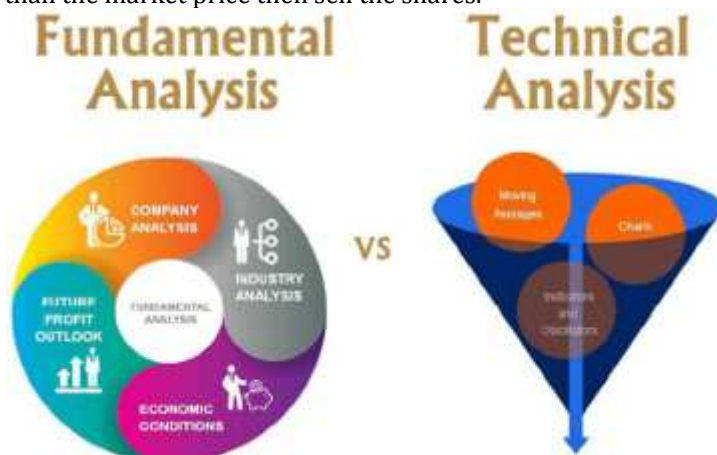 than the market price then sell the shares.
Fundamental
Analysis
COMPANY
ANALYSIS
INDUSTRY
ANALYSIS
FUTURE
PROFIT
OUTLOOK
FUNDAMENTAL
ANALYSIS
ECONOMIC
CONDITIONS
VS
Technical
Analysis
Moving
Averages
Charts
Indicators
and
Oscillators